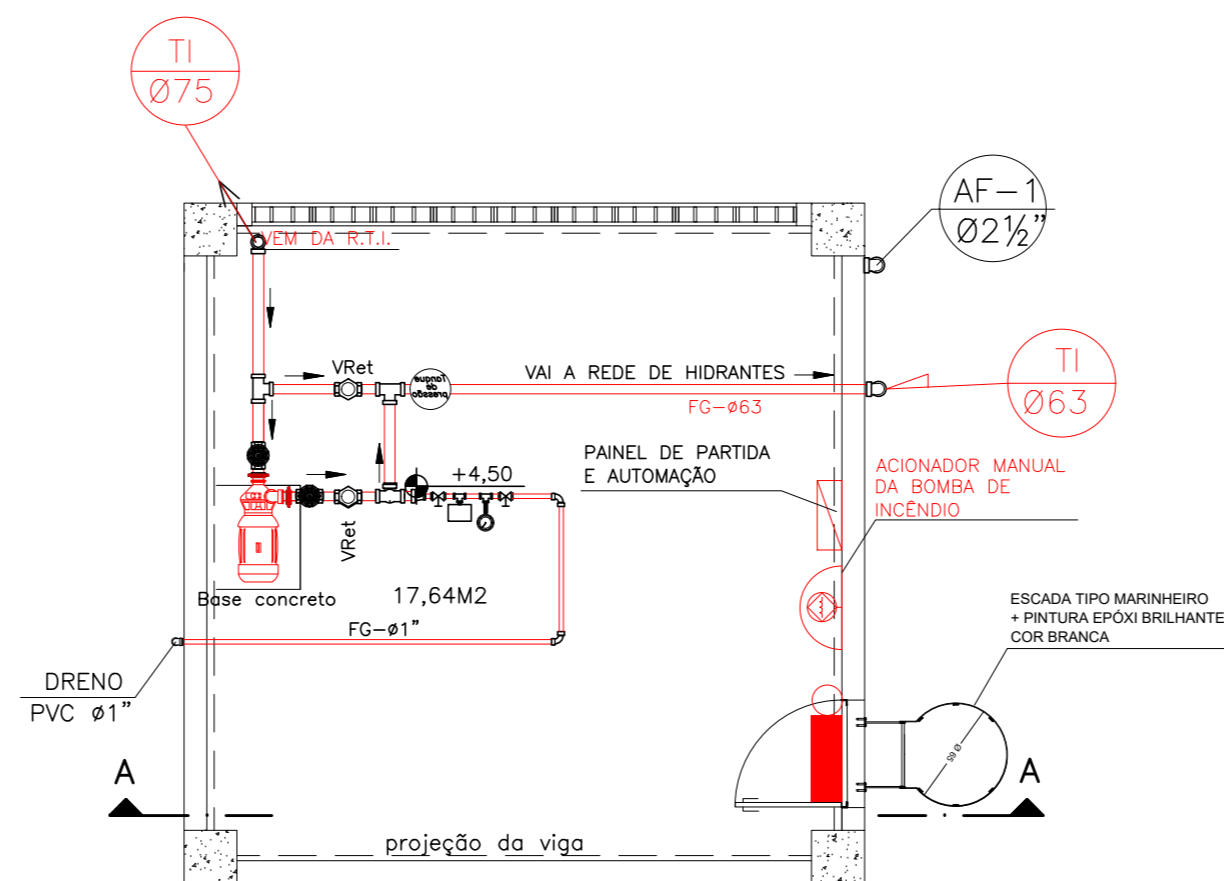 TI
Ø75
AF-1
Ø2½"
VEM DA R.T.I.
VRet
Tanque
de
pressão
VAI A REDE DE HIDRANTES
FG-Ø63
TI
Ø63
PAINEL DE PARTIDA
E AUTOMAÇÃO
+4,50
ACIONADOR MANUAL
DA BOMBA DE
INCÊNDIO
VRet
Base concreto
17,64M2
ESCADA TIPO MARINHEIRO
+ PINTURA EPÓXI BRILHANTE
COR BRANCA
FG-Ø1"
DRENO
PVC Ø1"
Ø 65
A
A
projeção da viga